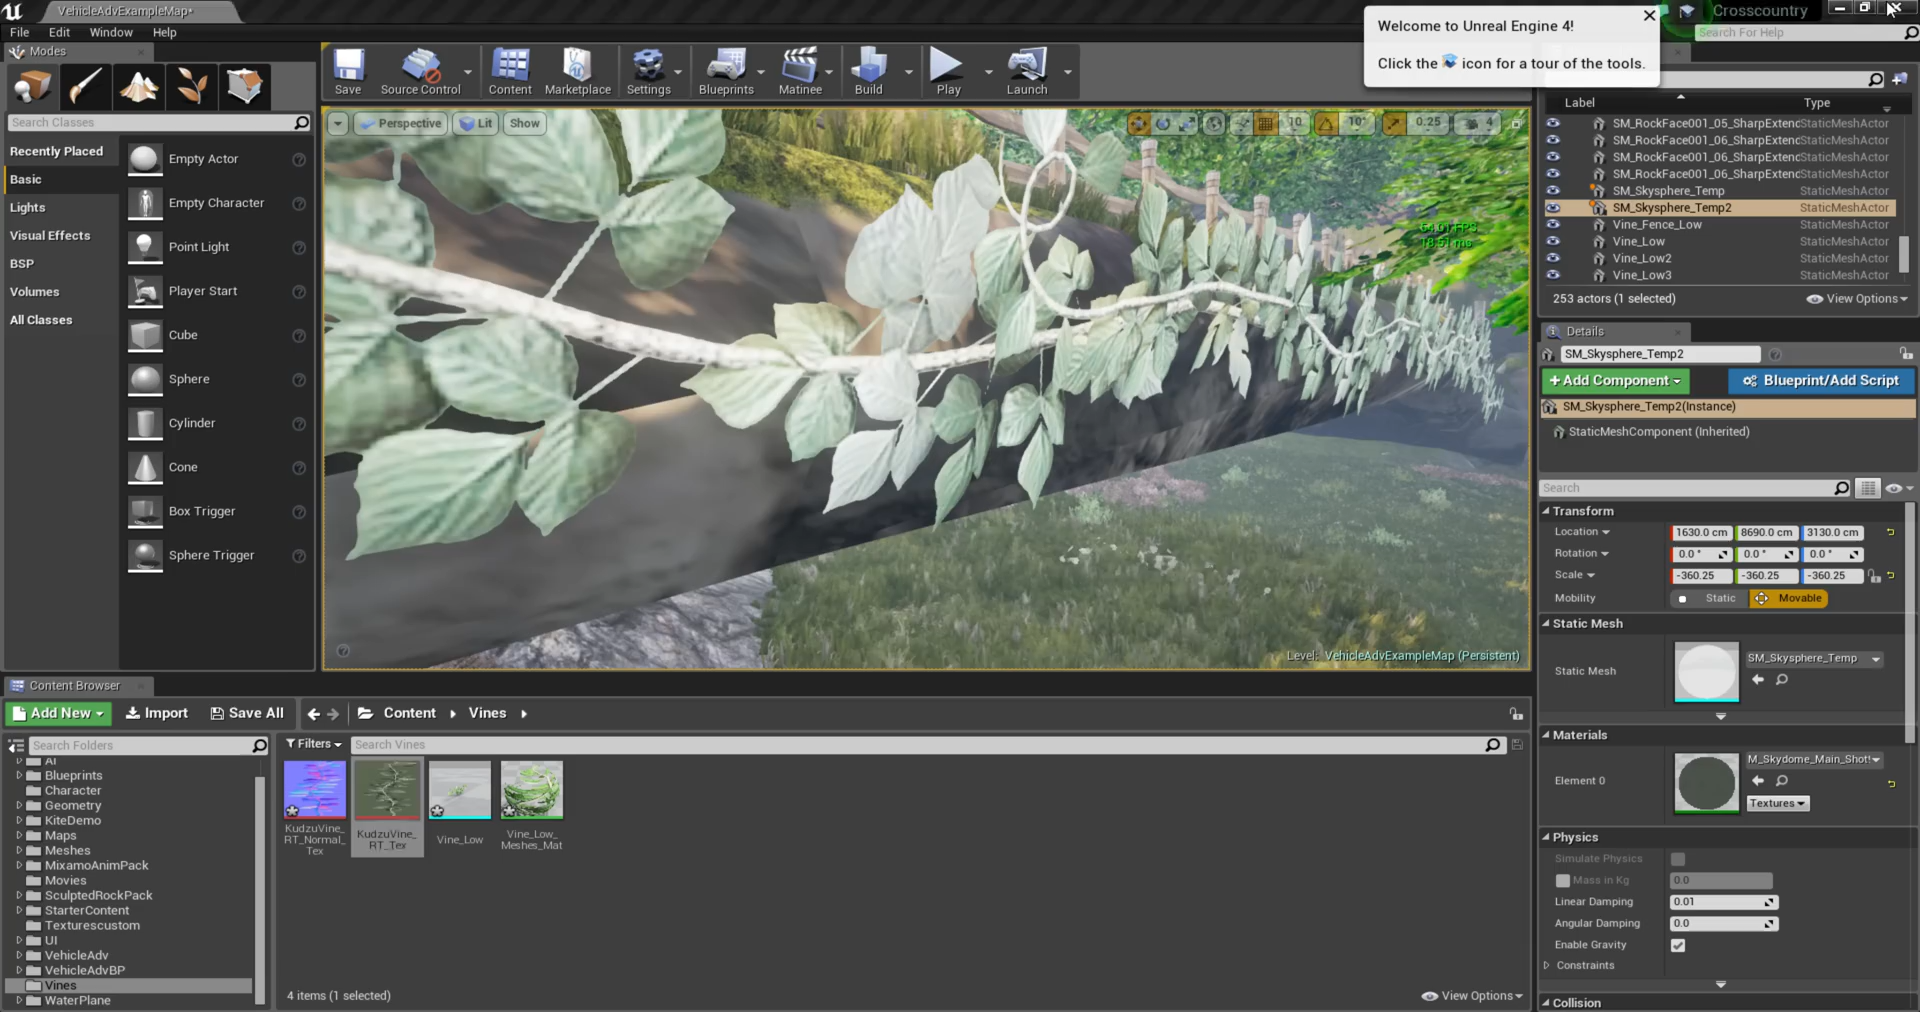 VehicleAdvExampleMap*
Crosscountry
File Edit Window Help
Search For Help
Welcome to Unreal Engine 4!
Click the icon for a tour of the tools.
Modes
Save Source Control Content Marketplace Settings Blueprints Matinee Build Play Launch
Search Classes
Recently Placed
Basic
Lights
Visual Effects
BSP
Volumes
All Classes
Empty Actor
Empty Character
Point Light
Player Start
Cube
Sphere
Cylinder
Cone
Box Trigger
Sphere Trigger
Perspective Lit Show
10 10° 0.25 4
18.51 ms
Level: VehicleAdvExampleMap (Persistent)
Label Type
SM_RockFace001_05_SharpExtenc StaticMeshActor
SM_RockFace001_06_SharpExtenc StaticMeshActor
SM_RockFace001_06_SharpExtenc StaticMeshActor
SM_RockFace001_06_SharpExtenc StaticMeshActor
SM_Skysphere_Temp StaticMeshActor
SM_Skysphere_Temp2 StaticMeshActor
Vine_Fence_Low StaticMeshActor
Vine_Low StaticMeshActor
Vine_Low2 StaticMeshActor
Vine_Low3 StaticMeshActor
253 actors (1 selected) View Options
Details
SM_Skysphere_Temp2
+Add Component Blueprint/Add Script
SM_Skysphere_Temp2(Instance)
StaticMeshComponent (Inherited)
Search
Transform
Location 1630.0 cm 8690.0 cm 3130.0 cm
Rotation 0.0 ° 0.0 ° 0.0 °
Scale -360.25 -360.25 -360.25
Mobility Static Movable
Static Mesh
Static Mesh SM_Skysphere_Temp
Materials
Element 0 M_Skydome_Main_Shot!
Textures
Physics
Simulate Physics
Mass in Kg 0.0
Linear Damping 0.01
Angular Damping 0.0
Enable Gravity
Constraints
Collision
Content Browser
Add New Import Save All Content Vines
Search Folders
Filters Search Vines
AI
Blueprints
Character
Geometry
KiteDemo
Maps
Meshes
MixamoAnimPack
Movies
SculptedRockPack
StarterContent
Texturescustom
UI
VehicleAdv
VehicleAdvBP
Vines
WaterPlane
KudzuVine_
RT_Normal_
Tex
KudzuVine_
RT_Tex
Vine_Low
Vine_Low_
Meshes_Mat
4 items (1 selected) View Options